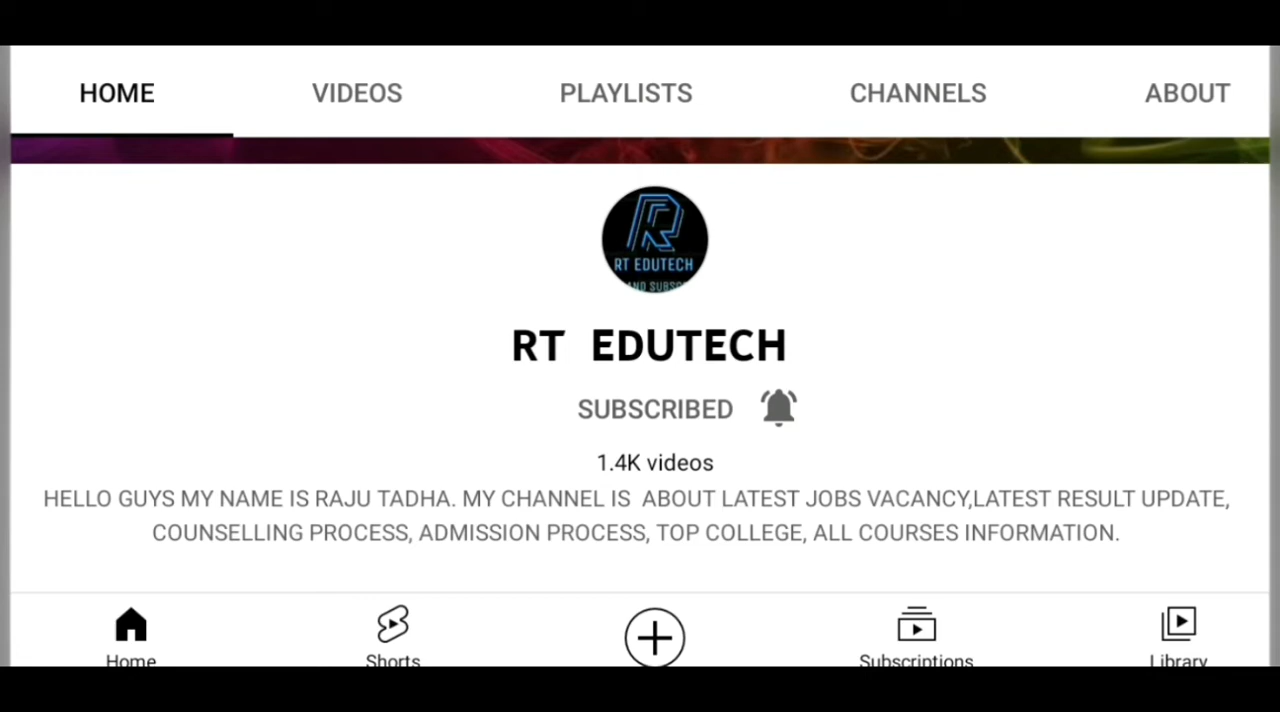 HOME VIDEOS PLAYLISTS CHANNELS ABOUT
RT EDUTECH
AND SUBSC
RT EDUTECH
SUBSCRIBED
1.4K videos
HELLO GUYS MY NAME IS RAJU TADHA. MY CHANNEL IS ABOUT LATEST JOBS VACANCY,LATEST RESULT UPDATE,
COUNSELLING PROCESS, ADMISSION PROCESS, TOP COLLEGE, ALL COURSES INFORMATION.
Home Shorts Subscriptions Library